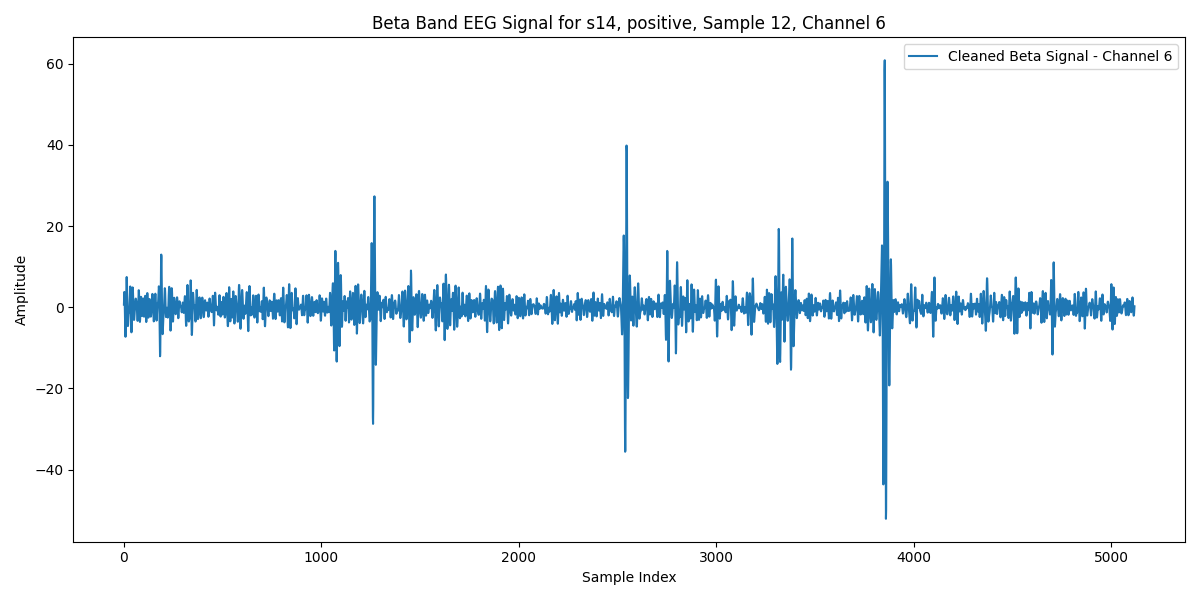 Beta Band EEG Signal for s14, positive, Sample 12, Channel 6
Cleaned Beta Signal - Channel 6
60
40
20
0
−20
−40
Amplitude
0 1000 2000 3000 4000 5000
Sample Index